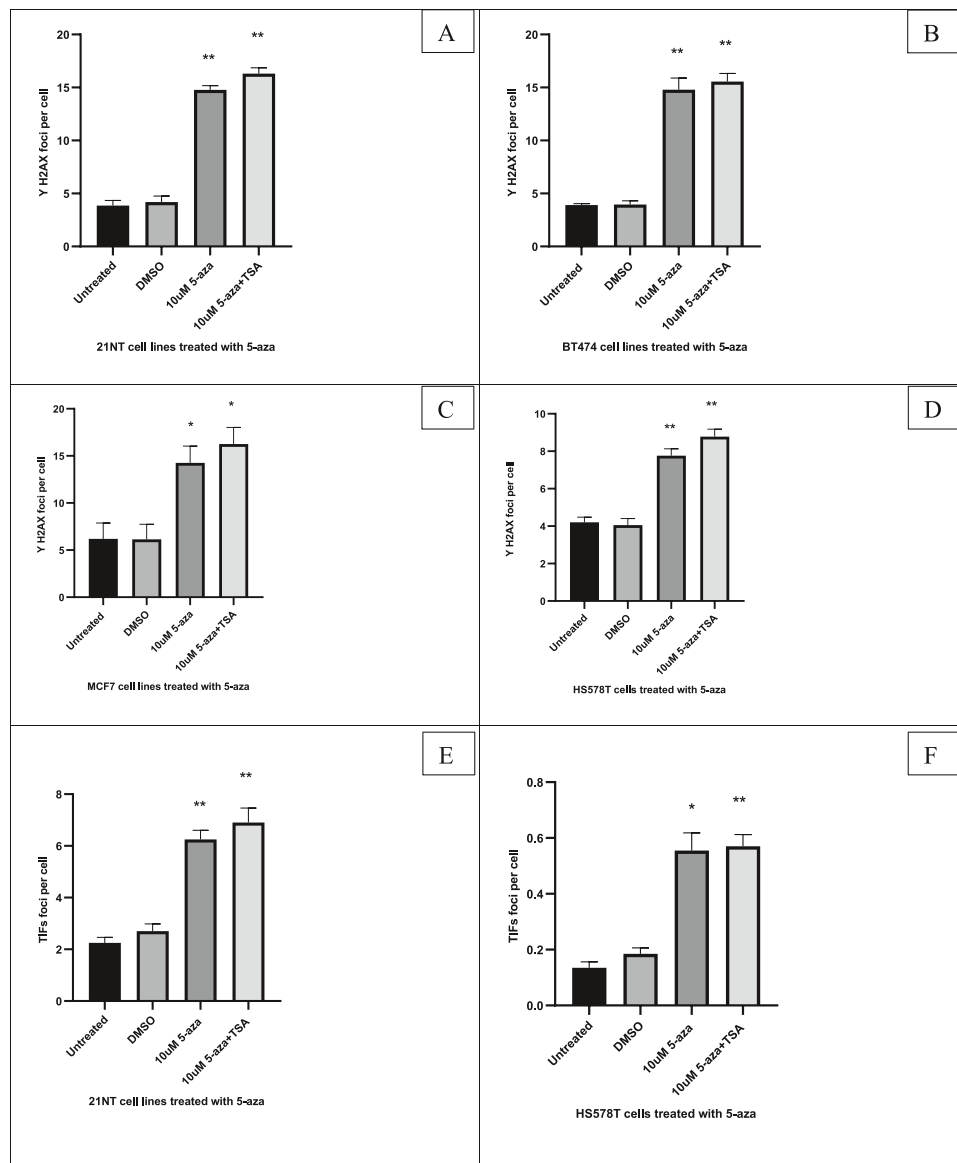 A
20
15
10
5
0
Y H2AX foci per cell
**
**
Untreated
DMSO
10uM 5-aza
10uM 5-aza+TSA
21NT cell lines treated with 5-aza
B
20
15
10
5
0
Y H2AX foci per cell
**
**
Untreated
DMSO
10uM 5-aza
10uM 5-aza+TSA
BT474 cell lines treated with 5-aza
C
20
15
10
5
0
Y H2AX foci per cell
*
*
Untreated
DMSO
10uM 5-aza
10uM 5-aza+TSA
MCF7 cell lines treated with 5-aza
D
10
8
6
4
2
0
Y H2AX foci per cell
**
**
Untreated
DMSO
10uM 5-aza
10uM 5-aza+TSA
HS578T cells treated with 5-aza
E
8
6
4
2
0
TIFs foci per cell
**
**
Untreated
DMSO
10uM 5-aza
10uM 5-aza+TSA
21NT cell lines treated with 5-aza
F
0.8
0.6
0.4
0.2
0.0
TIFs foci per cell
*
**
Untreated
DMSO
10uM 5-aza
10uM 5-aza+TSA
HS578T cells treated with 5-aza